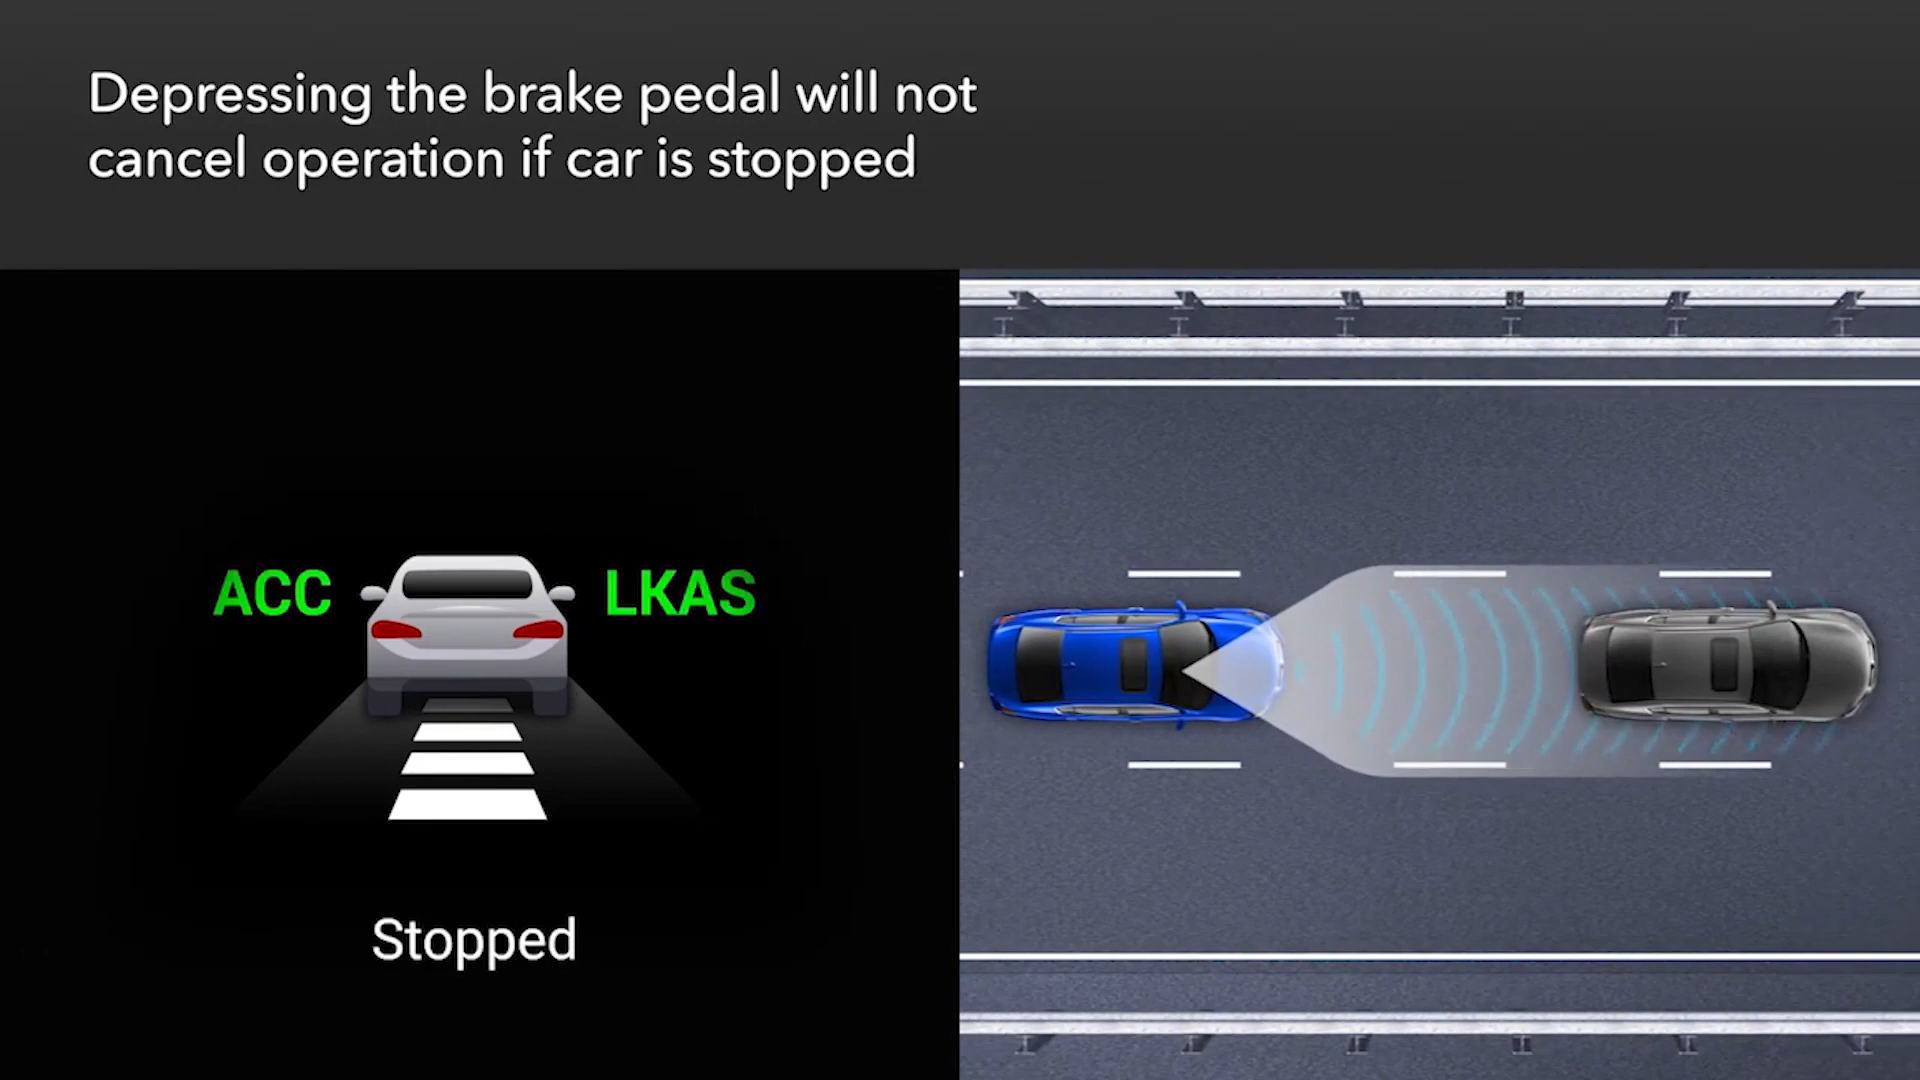 Depressing the brake pedal will not
cancel operation if car is stopped
ACC LKAS
Stopped